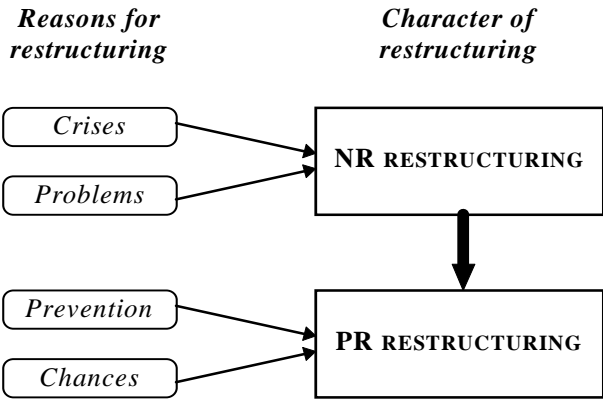 Reasons for
restructuring
Character of
restructuring
Crises
Problems
NR RESTRUCTURING
Prevention
Chances
PR RESTRUCTURING